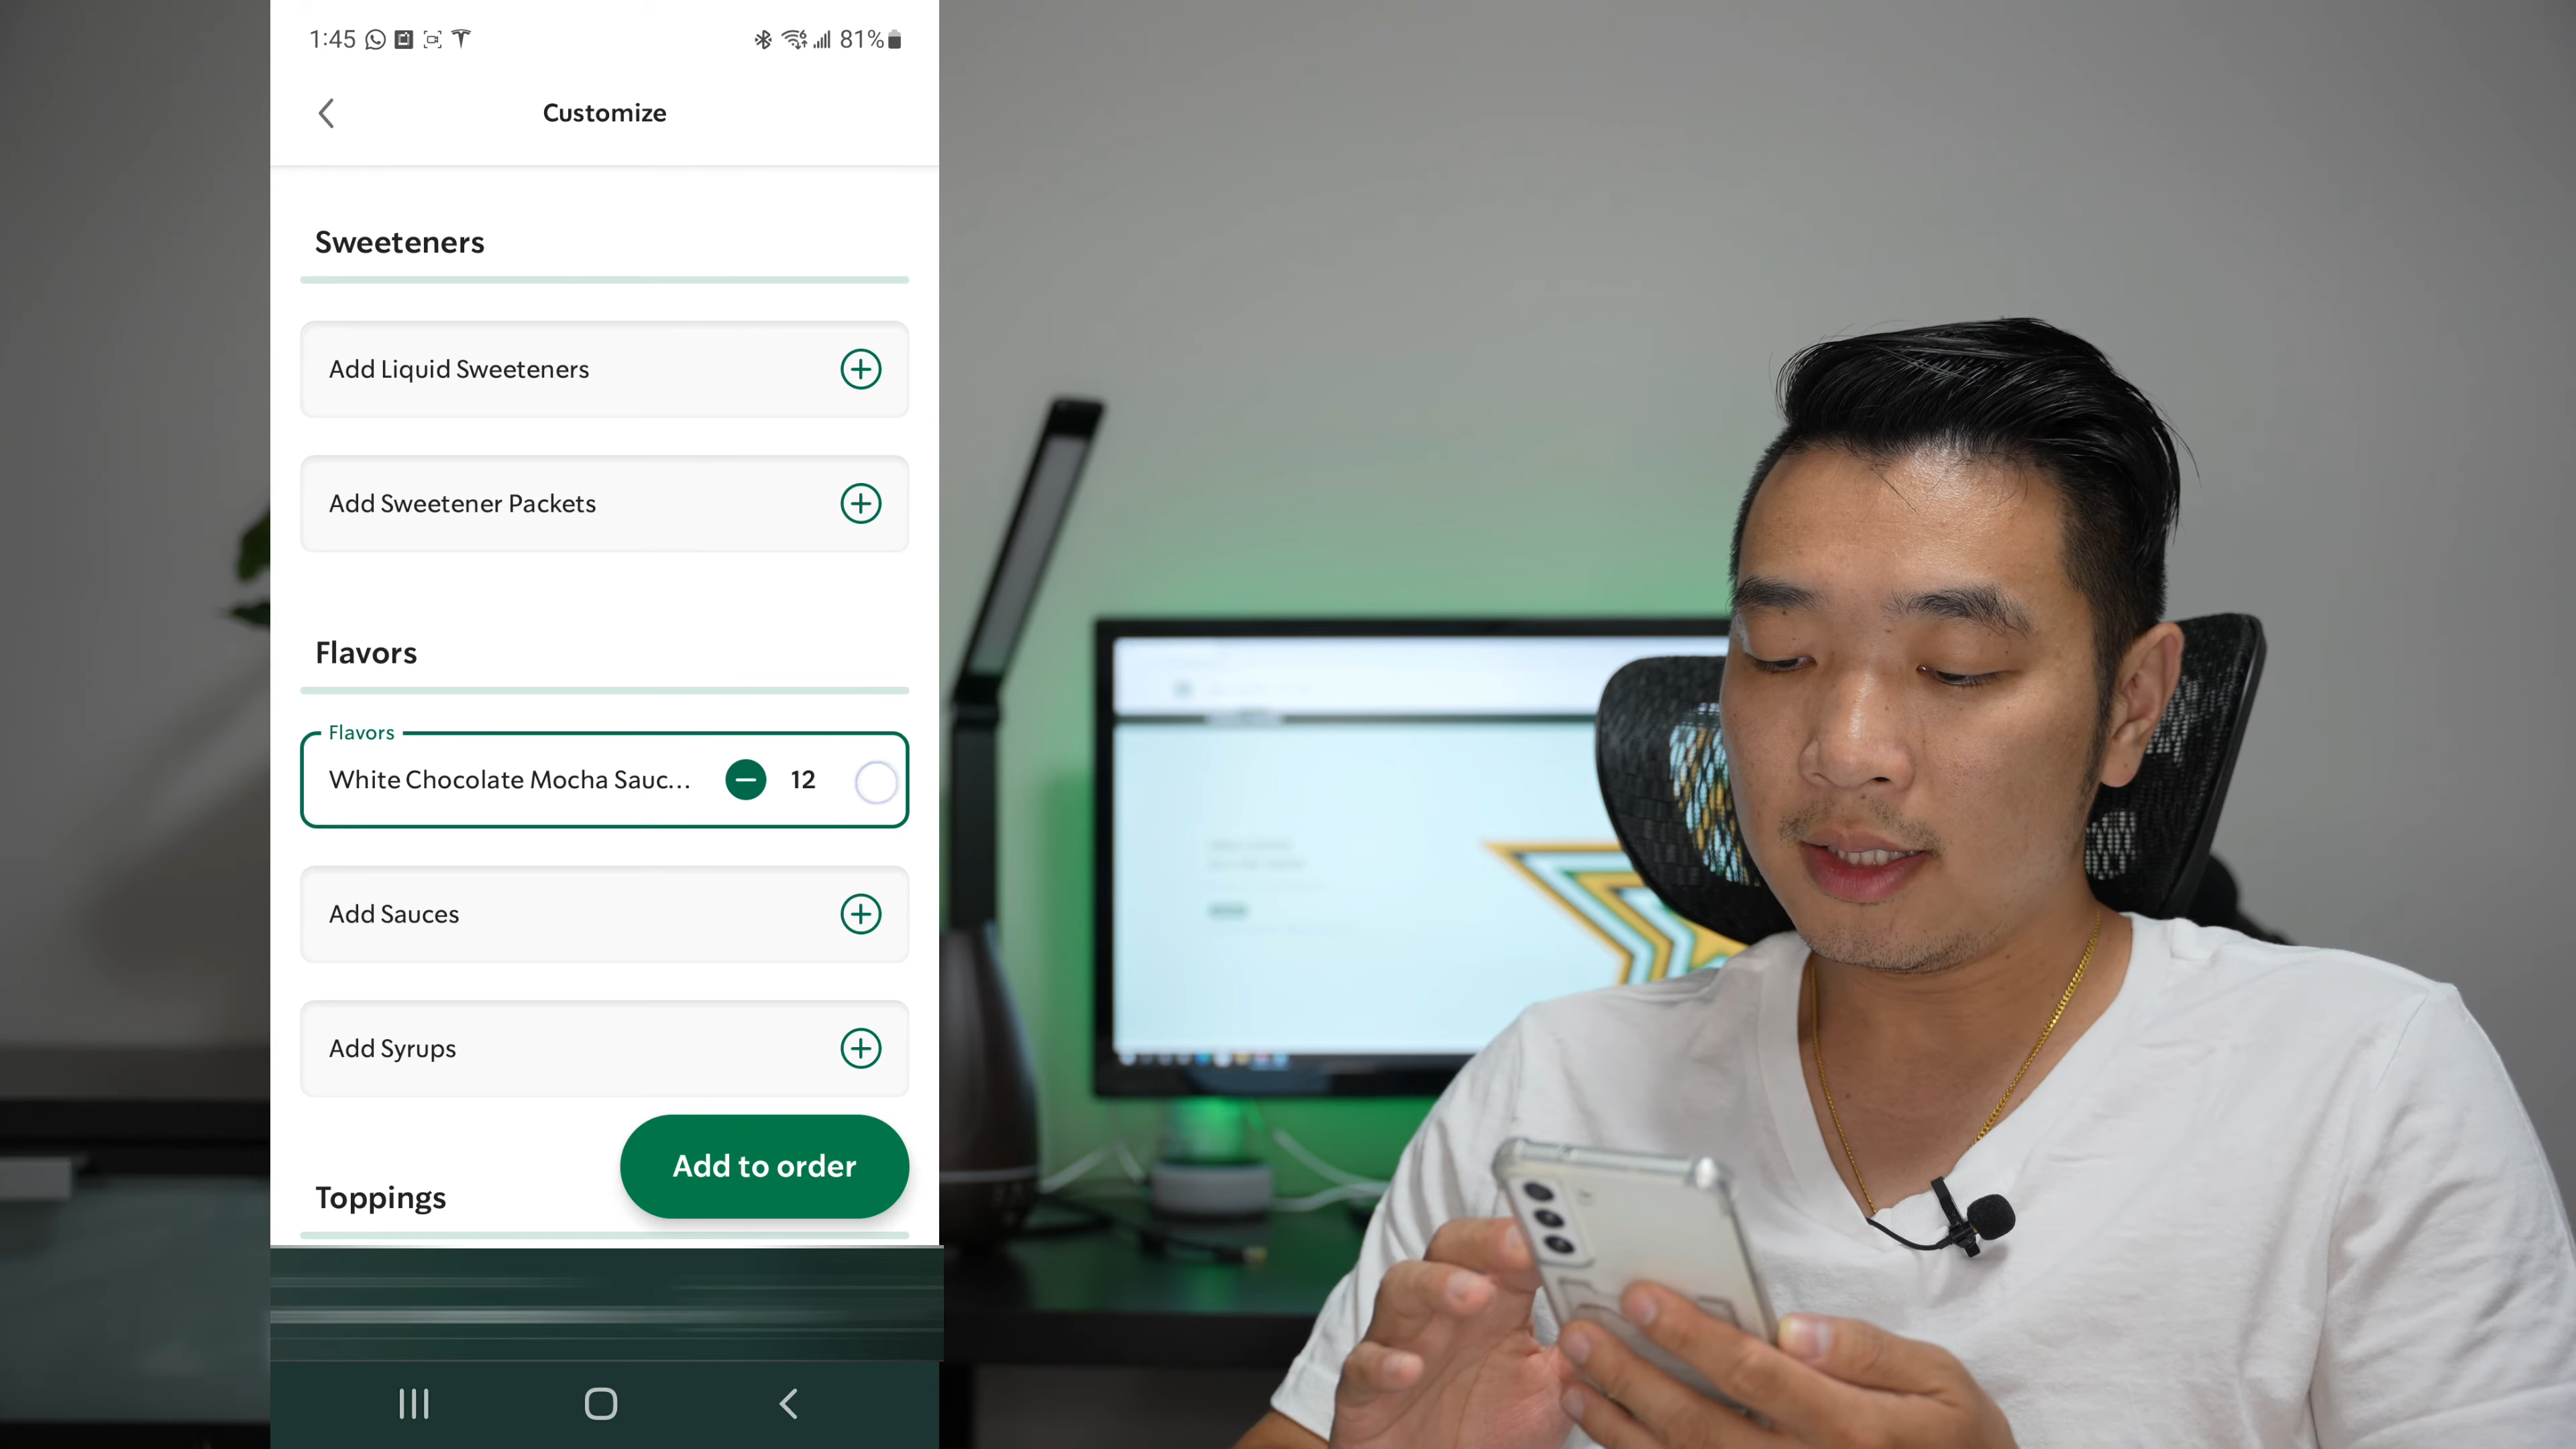 1:45
81%
Customize
Sweeteners
Add Liquid Sweeteners
Add Sweetener Packets
Flavors
Flavors
White Chocolate Mocha Sauc... 12
Add Sauces
Add Syrups
Add to order
Toppings